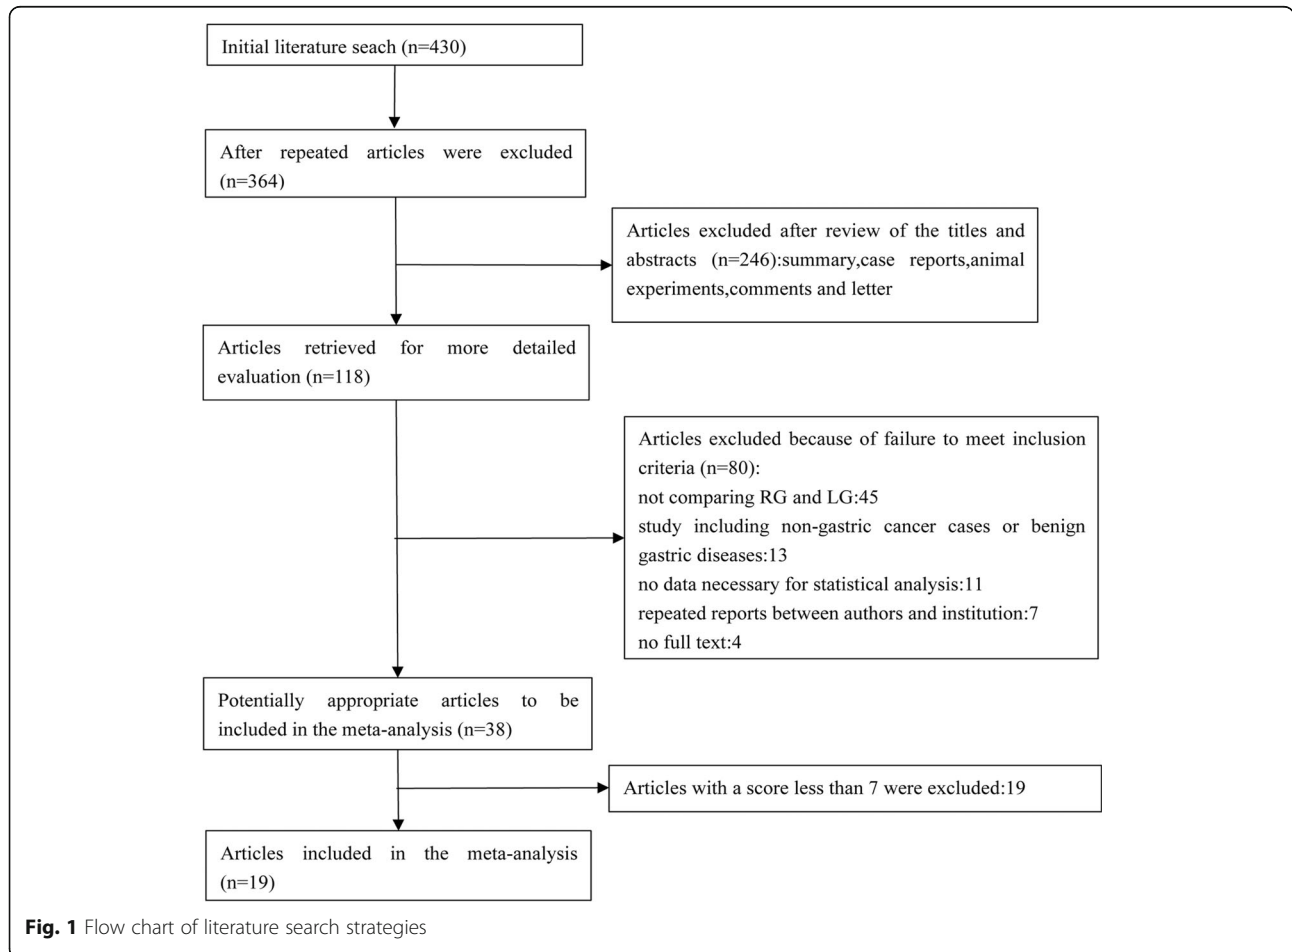 Initial literature seach (n=430)
After repeated articles were excluded
(n=364)
Articles excluded after review of the titles and
abstracts (n=246):summary,case reports,animal
experiments,comments and letter
Articles retrieved for more detailed
evaluation (n=118)
Articles excluded because of failure to meet inclusion
criteria (n=80):
not comparing RG and LG:45
study including non-gastric cancer cases or benign
gastric diseases:13
no data necessary for statistical analysis:11
repeated reports between authors and institution:7
no full text:4
Potentially appropriate articles to be
included in the meta-analysis (n=38)
Articles with a score less than 7 were excluded:19
Articles included in the meta-analysis
(n=19)
Fig. 1 Flow chart of literature search strategies